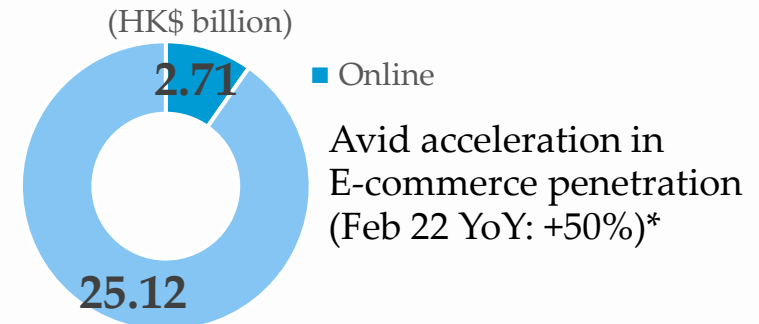 (HK$ billion)
2.71
Online
Avid acceleration in
E-commerce penetration
(Feb 22 YoY: +50%)*
25.12